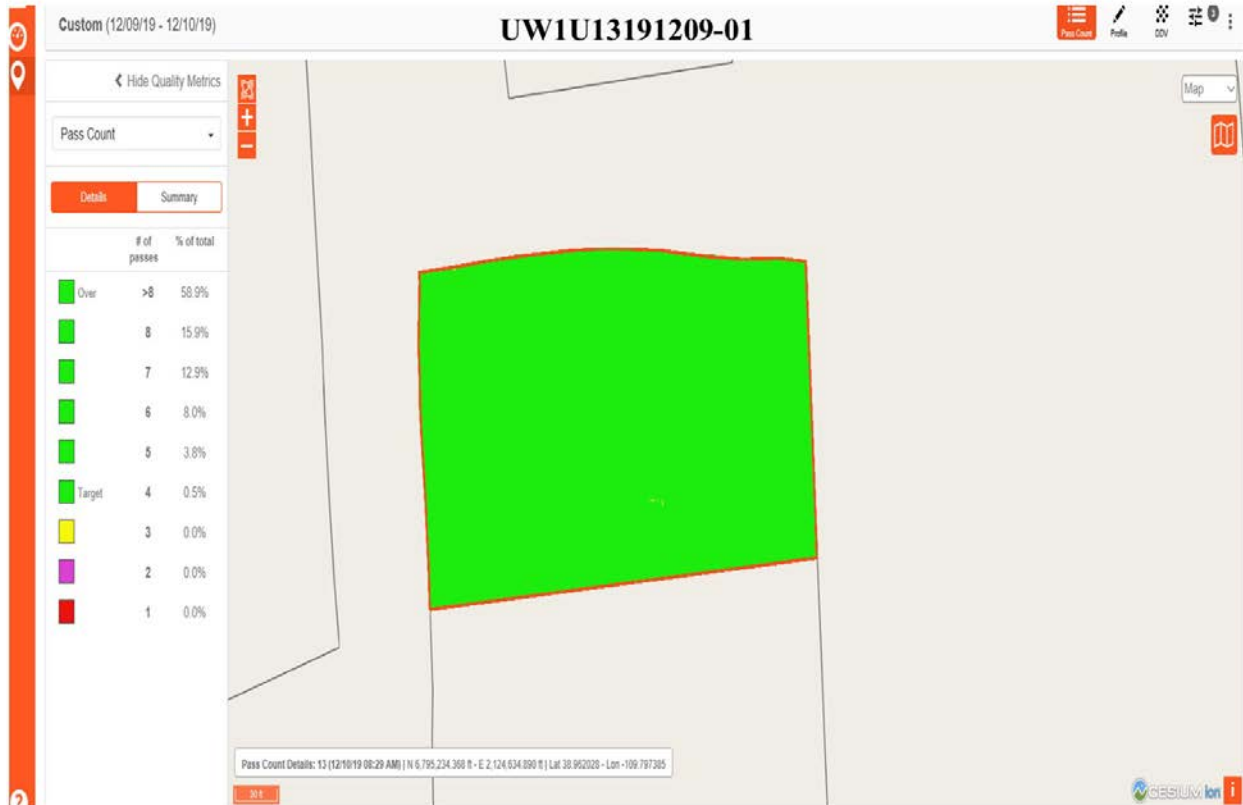 Custom (12/09/19 - 12/10/19)
UW1U13191209-01
Pass Count
Profile
CCV
3
Hide Quality Metrics
Map
Pass Count
Details
Summary
# of passes
% of total
Over >8 58.9%
8 15.9%
7 12.9%
6 8.0%
5 3.8%
Target 4 0.5%
3 0.0%
2 0.0%
1 0.0%
Pass Count Details: 13 (12/10/19 08:29 AM) | N 6,795,234.368 ft - E 2,124,634.890 ft | Lat 38.962028 - Lon -109.797385
30 ft
CESIUM ion